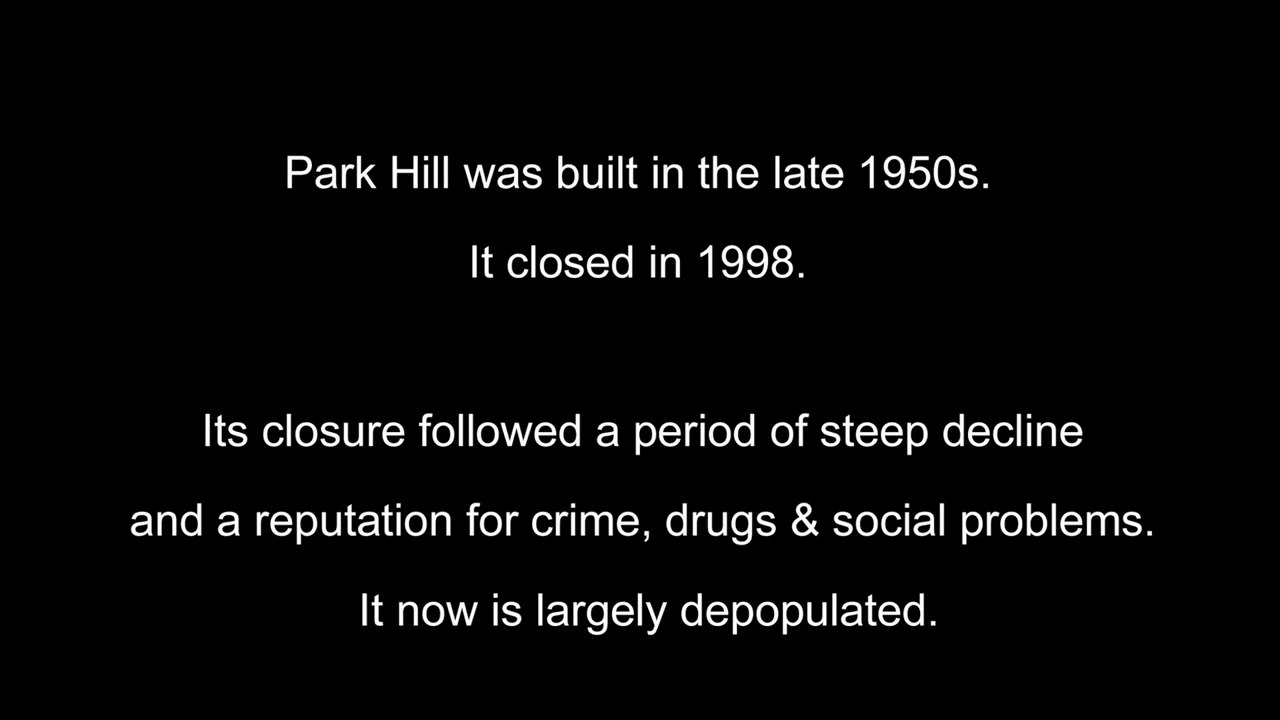 Park Hill was built in the late 1950s.
It closed in 1998.
Its closure followed a period of steep decline
and a reputation for crime, drugs & social problems.
It now is largely depopulated.